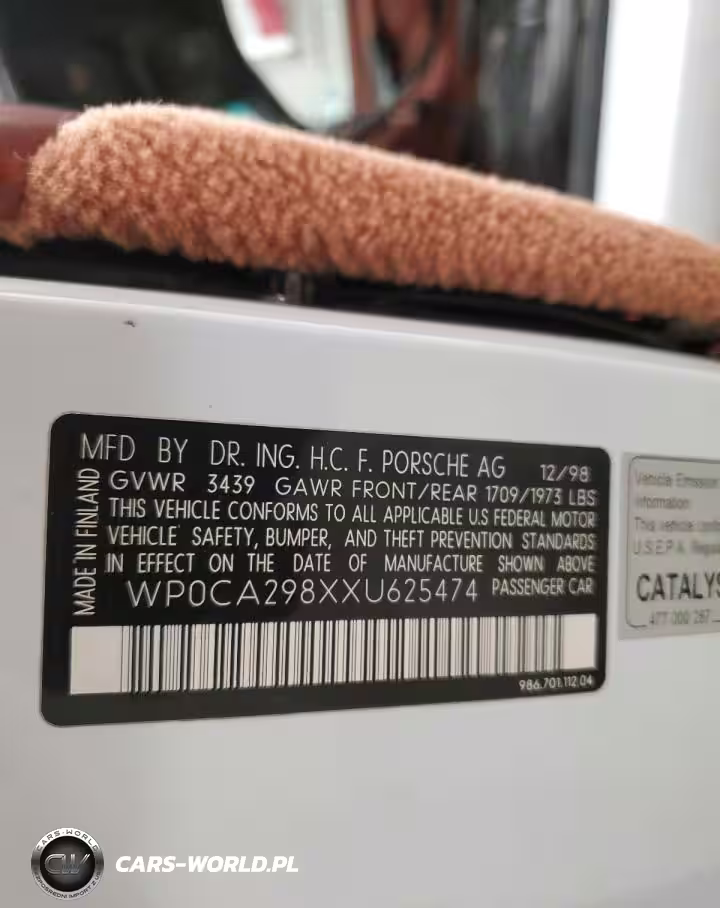 MFD BY DR. ING. H.C. F. PORSCHE AG 12/98
GVWR 3439 GAWR FRONT/REAR 1709/1973 LBS
THIS VEHICLE CONFORMS TO ALL APPLICABLE U.S FEDERAL MOTOR
VEHICLE SAFETY, BUMPER, AND THEFT PREVENTION STANDARDS
IN EFFECT ON THE DATE OF MANUFACTURE SHOWN ABOVE
WP0CA298XXU625474 PASSENGER CAR
MADE IN FINLAND
986.701.112.04
Vehicle Emission
Information
This vehicle
U.S.E.P.A.
CATALYS
CARS-WORLD
CW
CARS-WORLD.PL